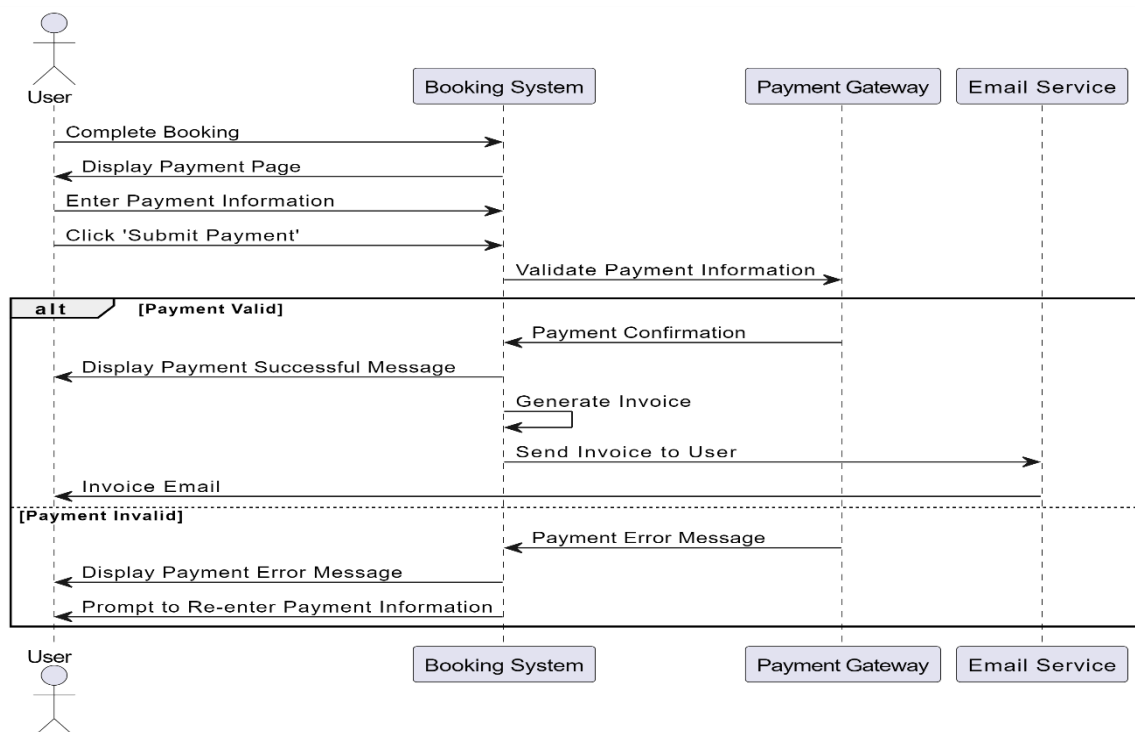 User
Booking System
Payment Gateway
Email Service
Complete Booking
Display Payment Page
Enter Payment Information
Click 'Submit Payment'
Validate Payment Information
alt
[Payment Valid]
Payment Confirmation
Display Payment Successful Message
Generate Invoice
Send Invoice to User
Invoice Email
[Payment Invalid]
Payment Error Message
Display Payment Error Message
Prompt to Re-enter Payment Information
User
Booking System
Payment Gateway
Email Service